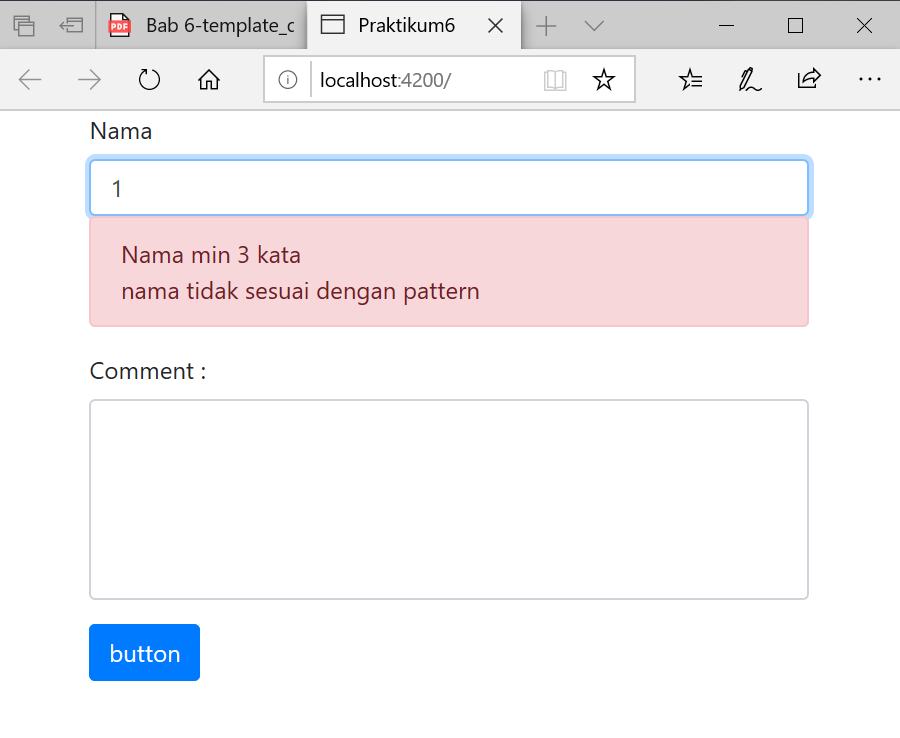 PDF Bab 6-template_c Praktikum6
localhost:4200/
Nama
1
Nama min 3 kata
nama tidak sesuai dengan pattern
Comment :
button